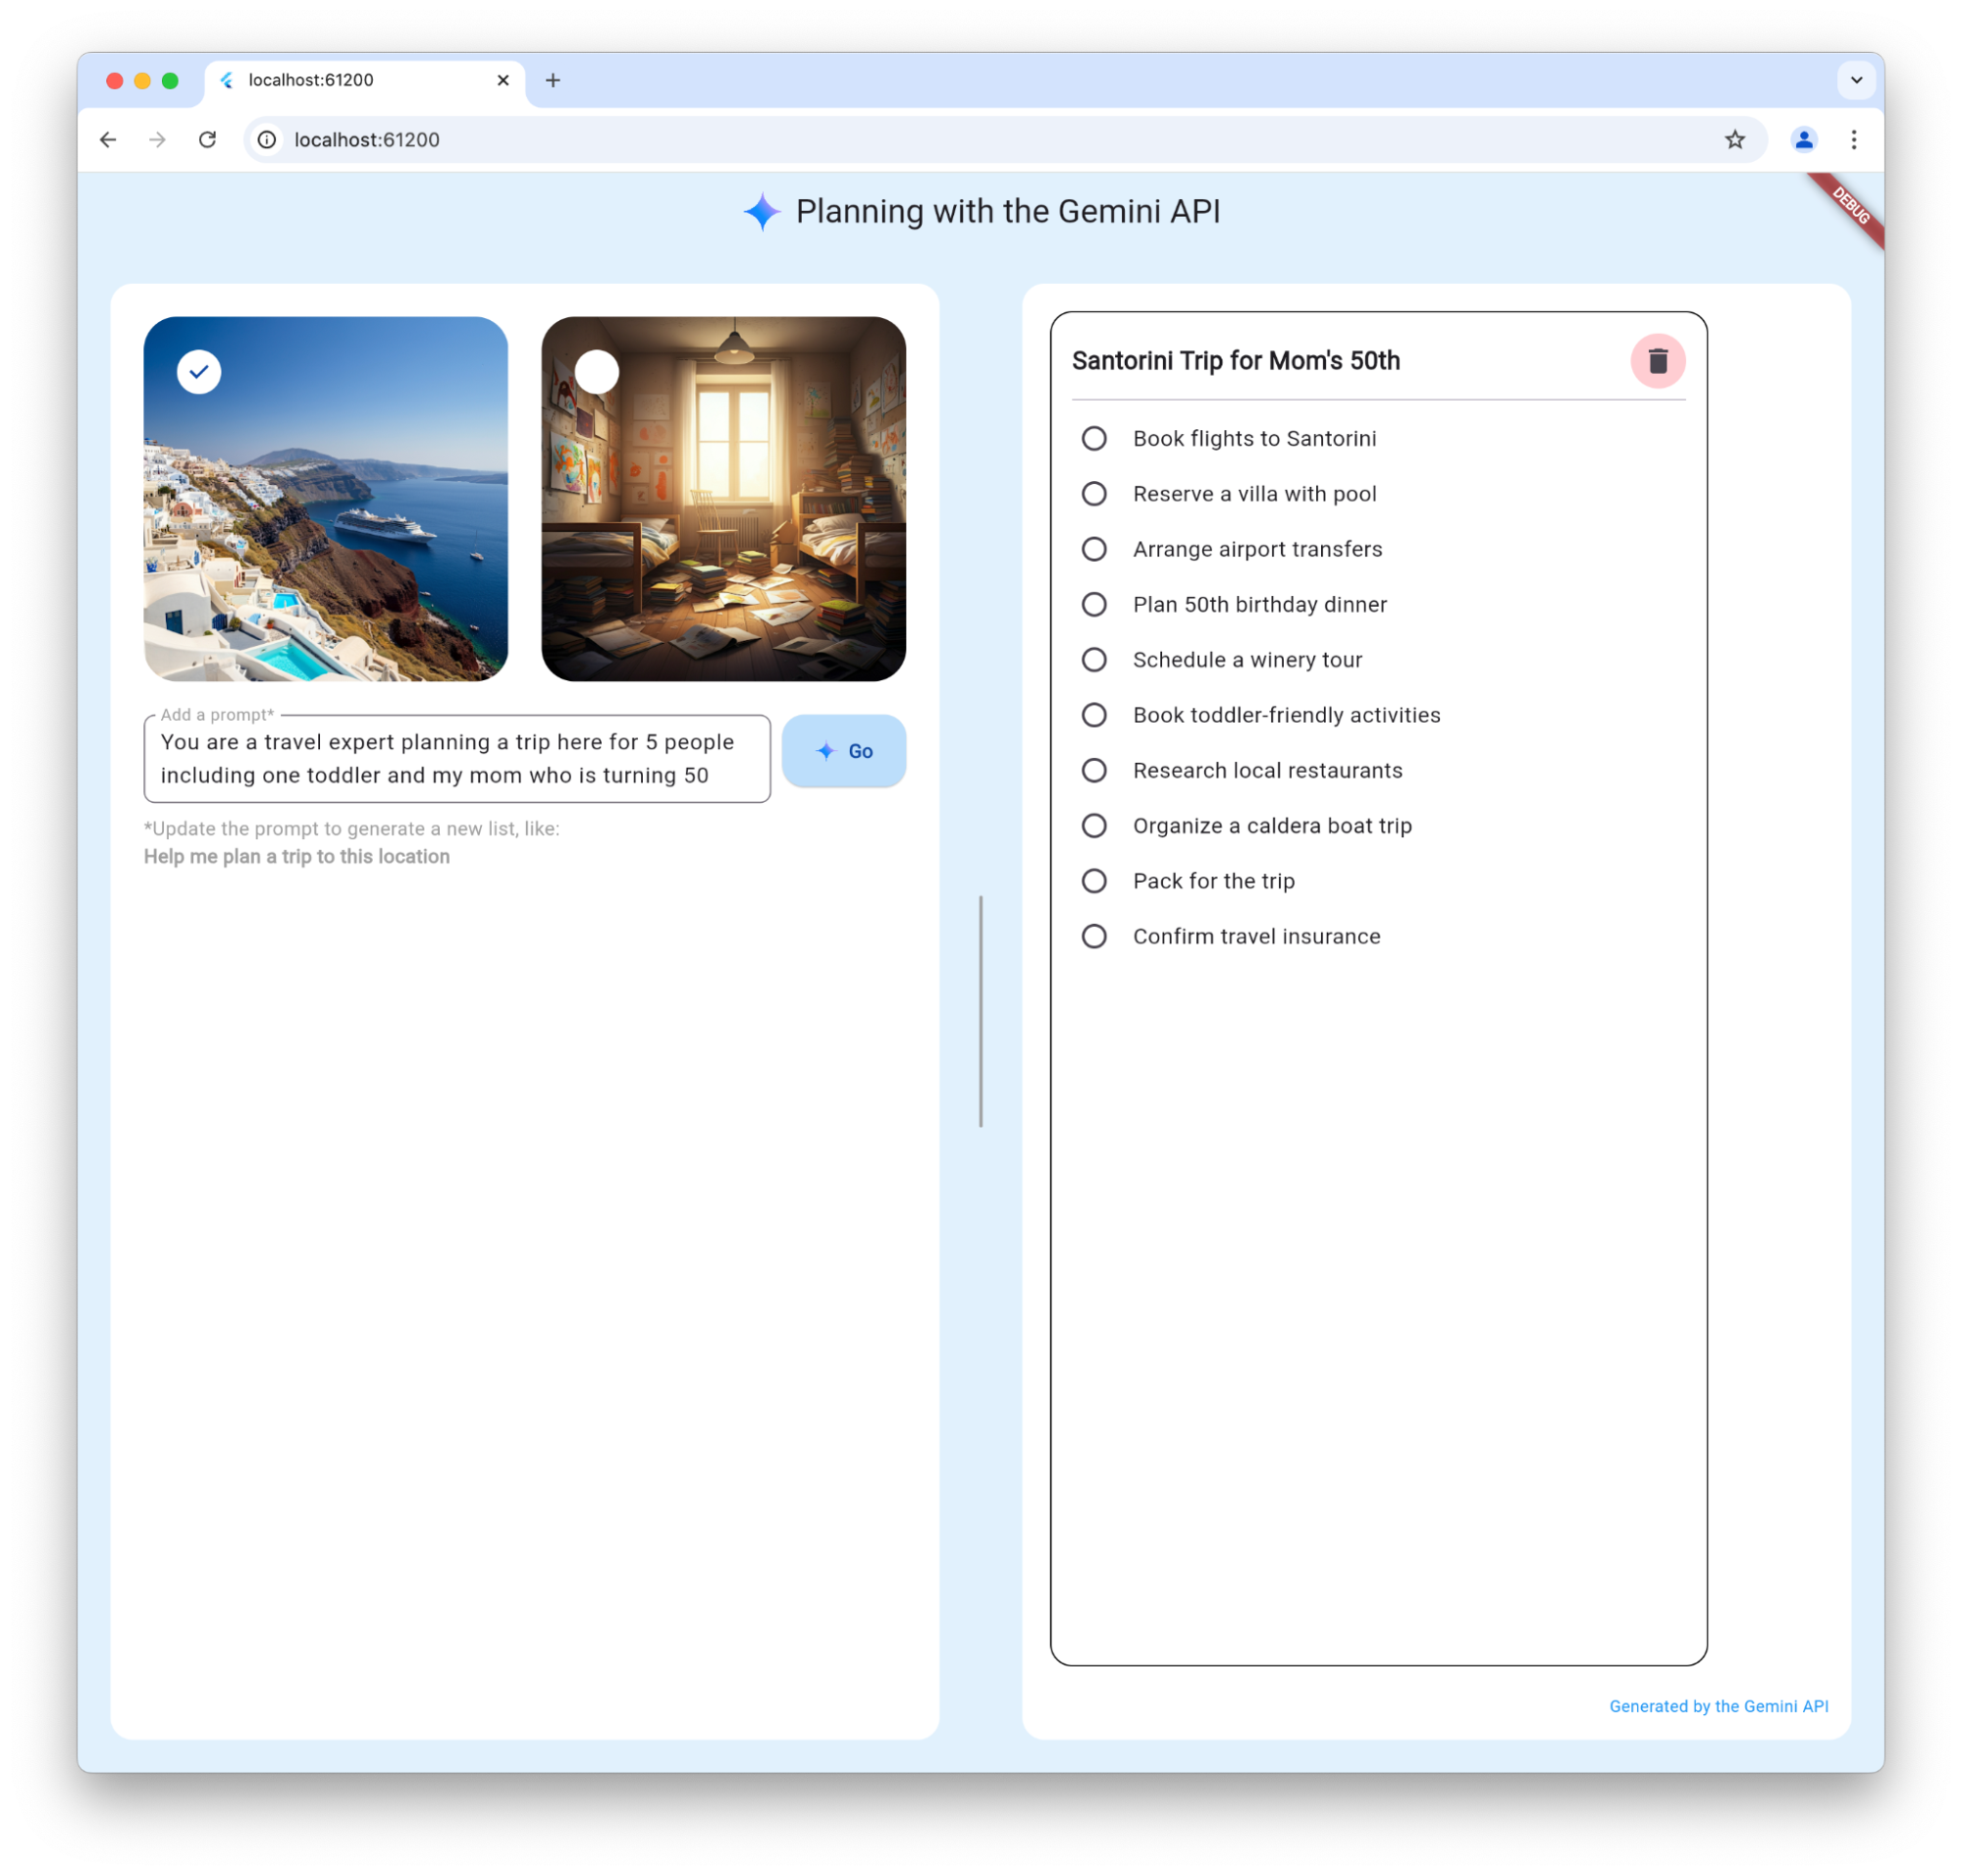 localhost:61200
localhost:61200
DEBUG
Planning with the Gemini API
Add a prompt*
You are a travel expert planning a trip here for 5 people
including one toddler and my mom who is turning 50
Go
*Update the prompt to generate a new list, like:
Help me plan a trip to this location
Santorini Trip for Mom's 50th
Book flights to Santorini
Reserve a villa with pool
Arrange airport transfers
Plan 50th birthday dinner
Schedule a winery tour
Book toddler-friendly activities
Research local restaurants
Organize a caldera boat trip
Pack for the trip
Confirm travel insurance
Generated by the Gemini API